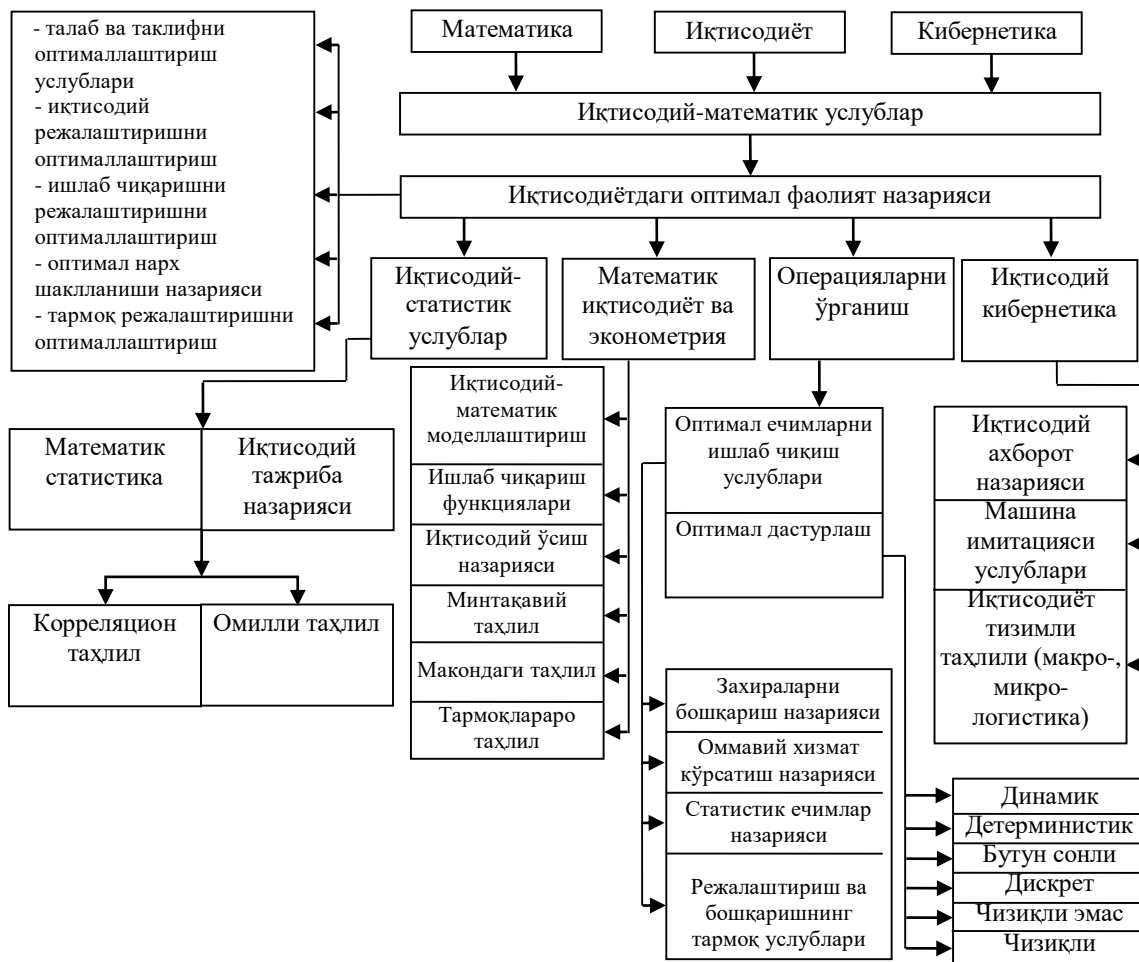 - талаб ва таклифни
оптималлаштириш
услублари
- иқтисодий
режалаштиришни
оптималлаштириш
- ишлаб чиқаришни
режалаштиришни
оптималлаштириш
- оптимал нарх
шаклланиши назарияси
- тармоқ режалаштиришни
оптималлаштириш
Математика
Иқтисодиёт
Кибернетика
Иқтисодий-математик услублар
Иқтисодиётдаги оптимал фаолият назарияси
Иқтисодий-
статистик
услублар
Математик
иқтисодиёт ва
эконометрия
Операцияларни
ўрганиш
Иқтисодий
кибернетика
Математик
статистика
Иқтисодий
тажриба
назарияси
Корреляцион
таҳлил
Омилли таҳлил
Иқтисодий-
математик
моделлаштириш
Ишлаб чиқариш
функциялари
Иқтисодий ўсиш
назарияси
Минтақавий
таҳлил
Макондаги таҳлил
Тармоқлараро
таҳлил
Оптимал ечимларни
ишлаб чиқиш
услублари
Оптимал дастурлаш
Захираларни
бошқариш назарияси
Оммавий хизмат
кўрсатиш назарияси
Статистик ечимлар
назарияси
Режалаштириш ва
бошқаришнинг
тармоқ услублари
Иқтисодий
ахборот
назарияси
Машина
имитацияси
услублари
Иқтисодиёт
тизимли
таҳлили (макро-,
микро-
логистика)
Динамик
Детерминистик
Бутун сонли
Дискрет
Чизиқли эмас
Чизиқли